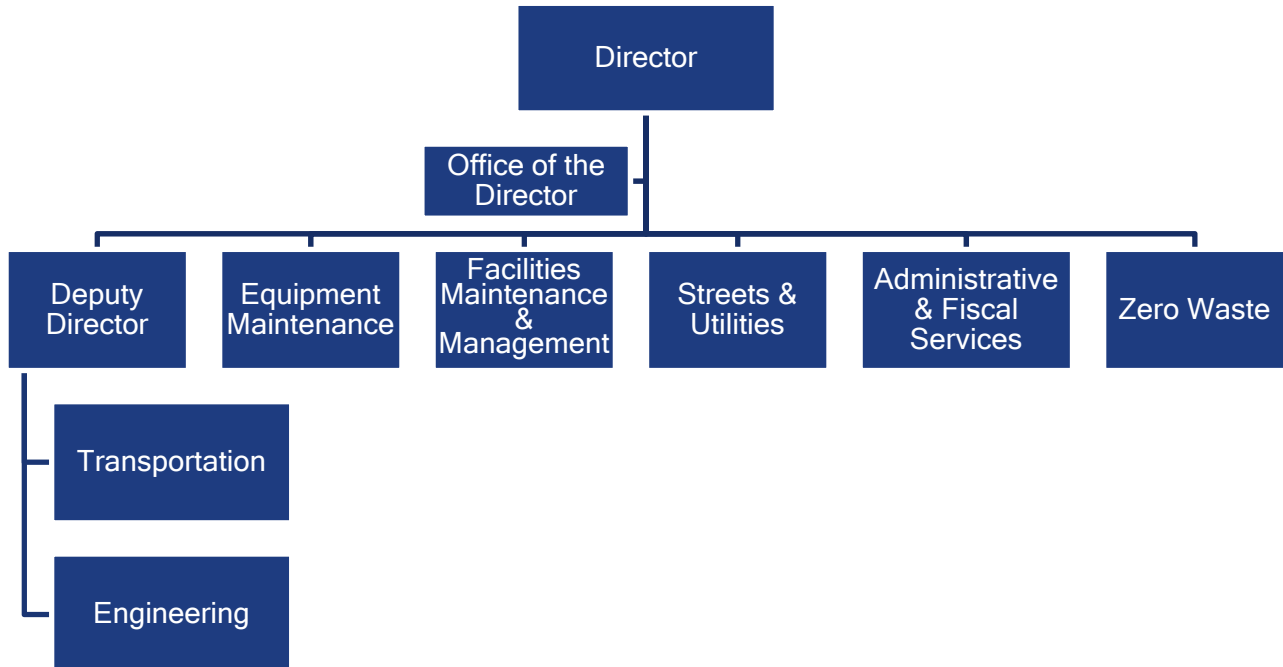 Director
Office of the
Director
Deputy
Director
Equipment
Maintenance
Facilities
Maintenance
&
Management
Streets &
Utilities
Administrative
& Fiscal
Services
Zero Waste
Transportation
Engineering